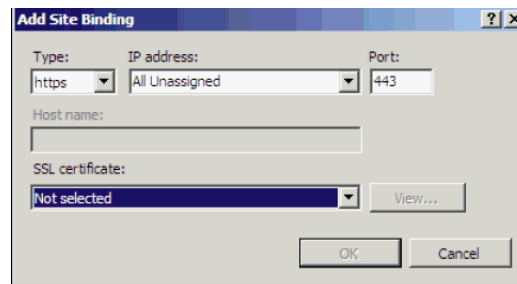 Add Site Binding
Type: IP address: Port:
https All Unassigned 443
Host name:
SSL certificate:
Not selected View...
OK Cancel